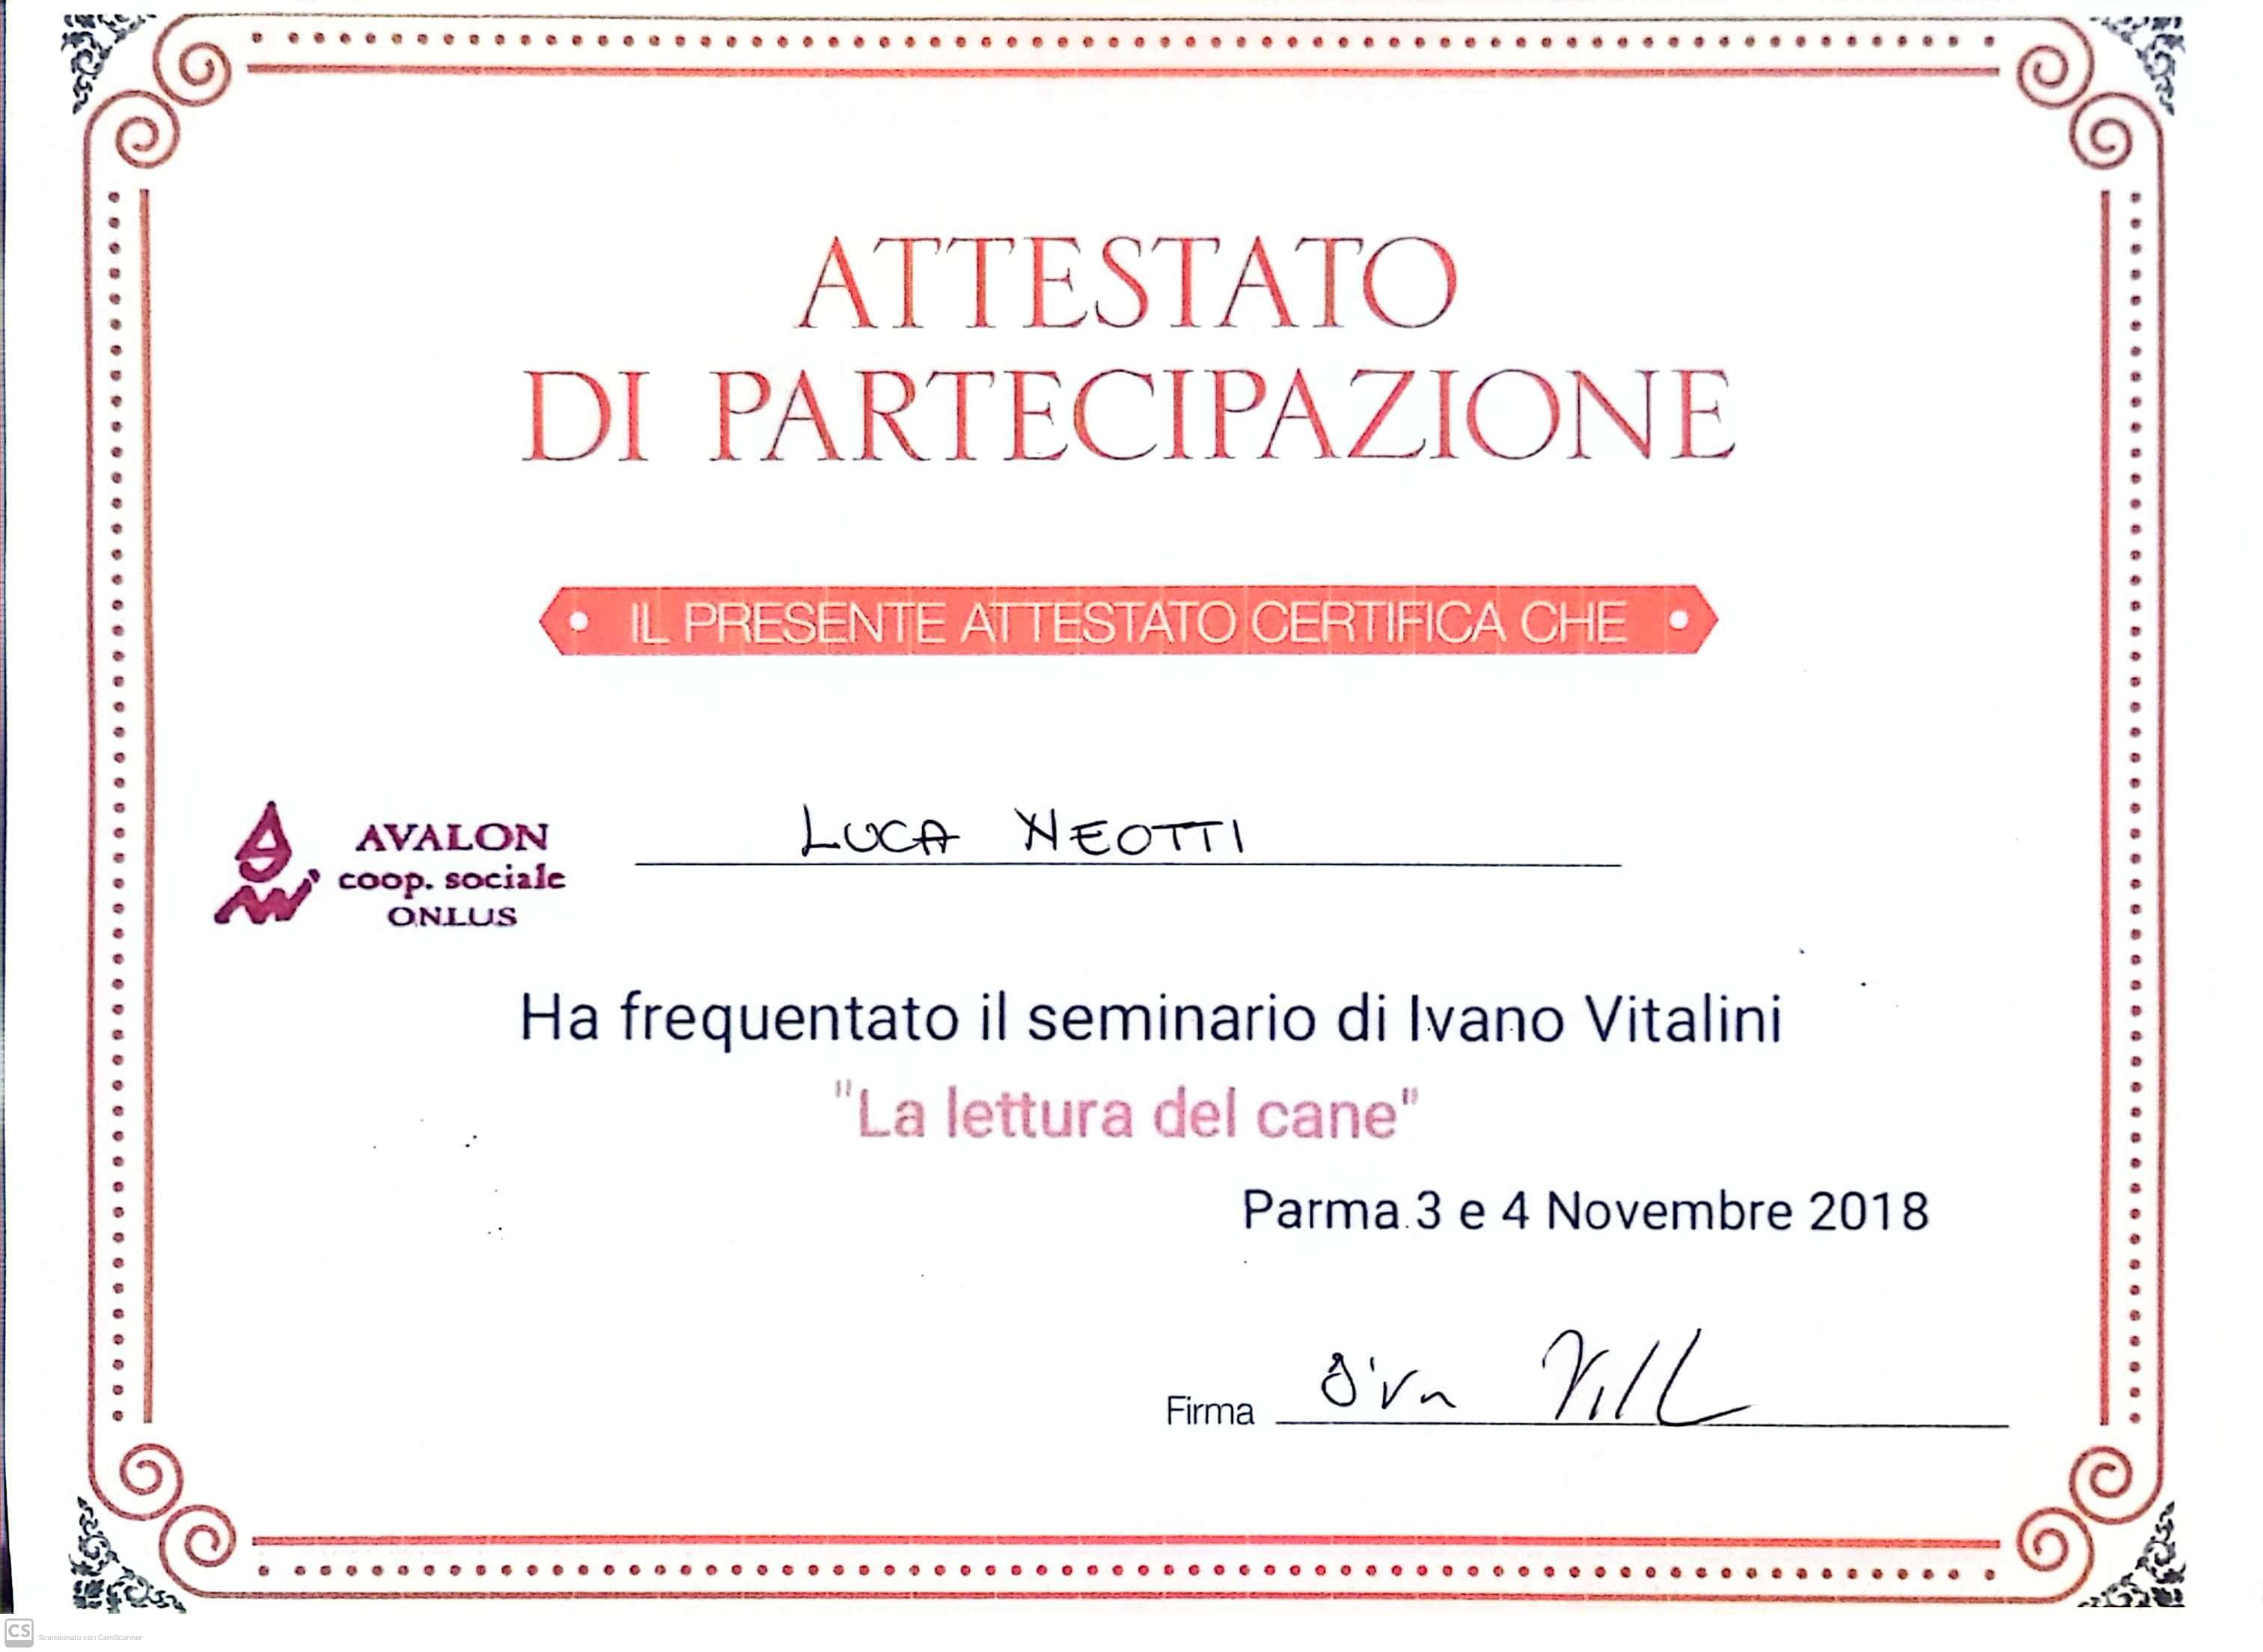 ATTESTATO
DI PARTECIPAZIONE
IL PRESENTE ATTESTATO CERTIFICA CHE
AVALON
coop. sociale
ONLUS
LUCA NEOTTI
Ha frequentato il seminario di Ivano Vitalini
"La lettura del cane"
Parma 3 e 4 Novembre 2018
Firma
CS Scansionato con CamScanner